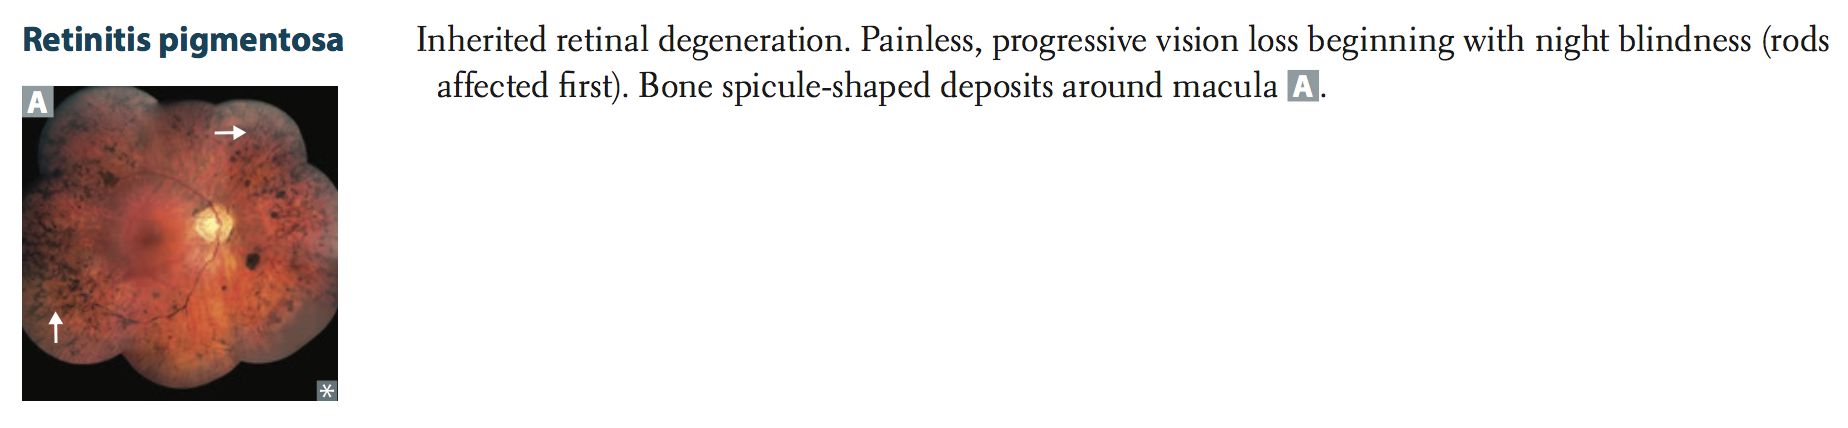 Retinitis pigmentosa
Inherited retinal degeneration. Painless, progressive vision loss beginning with night blindness (rods
affected first). Bone spicule-shaped deposits around macula A.
A